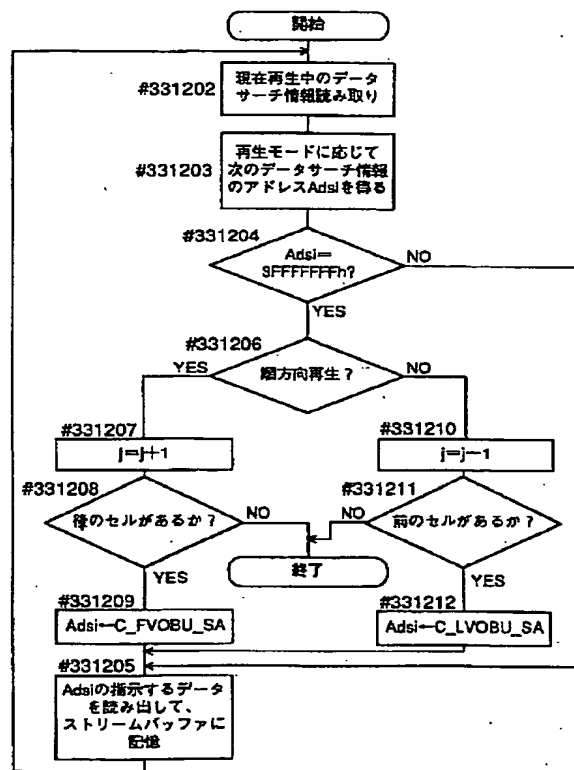 開始
#331202
現在再生中のデータ
サーチ情報読み取り
#331203
再生モードに応じて
次のデータサーチ情報
のアドレスAdsiを得る
#331204
Adsi=
3FFFFFFFh?
NO
YES
#331206
YES
順方向再生?
NO
#331207
j=j+1
#331210
j=j-1
#331208
後のセルがあるか?
NO
#331211
NO
前のセルがあるか?
終了
YES
YES
#331209
Adsi←C_FVOBU_SA
#331212
Adsi←C_LVOBU_SA
#331205
Adsiの指示するデータ
を読み出して、
ストリームバッファに
記憶